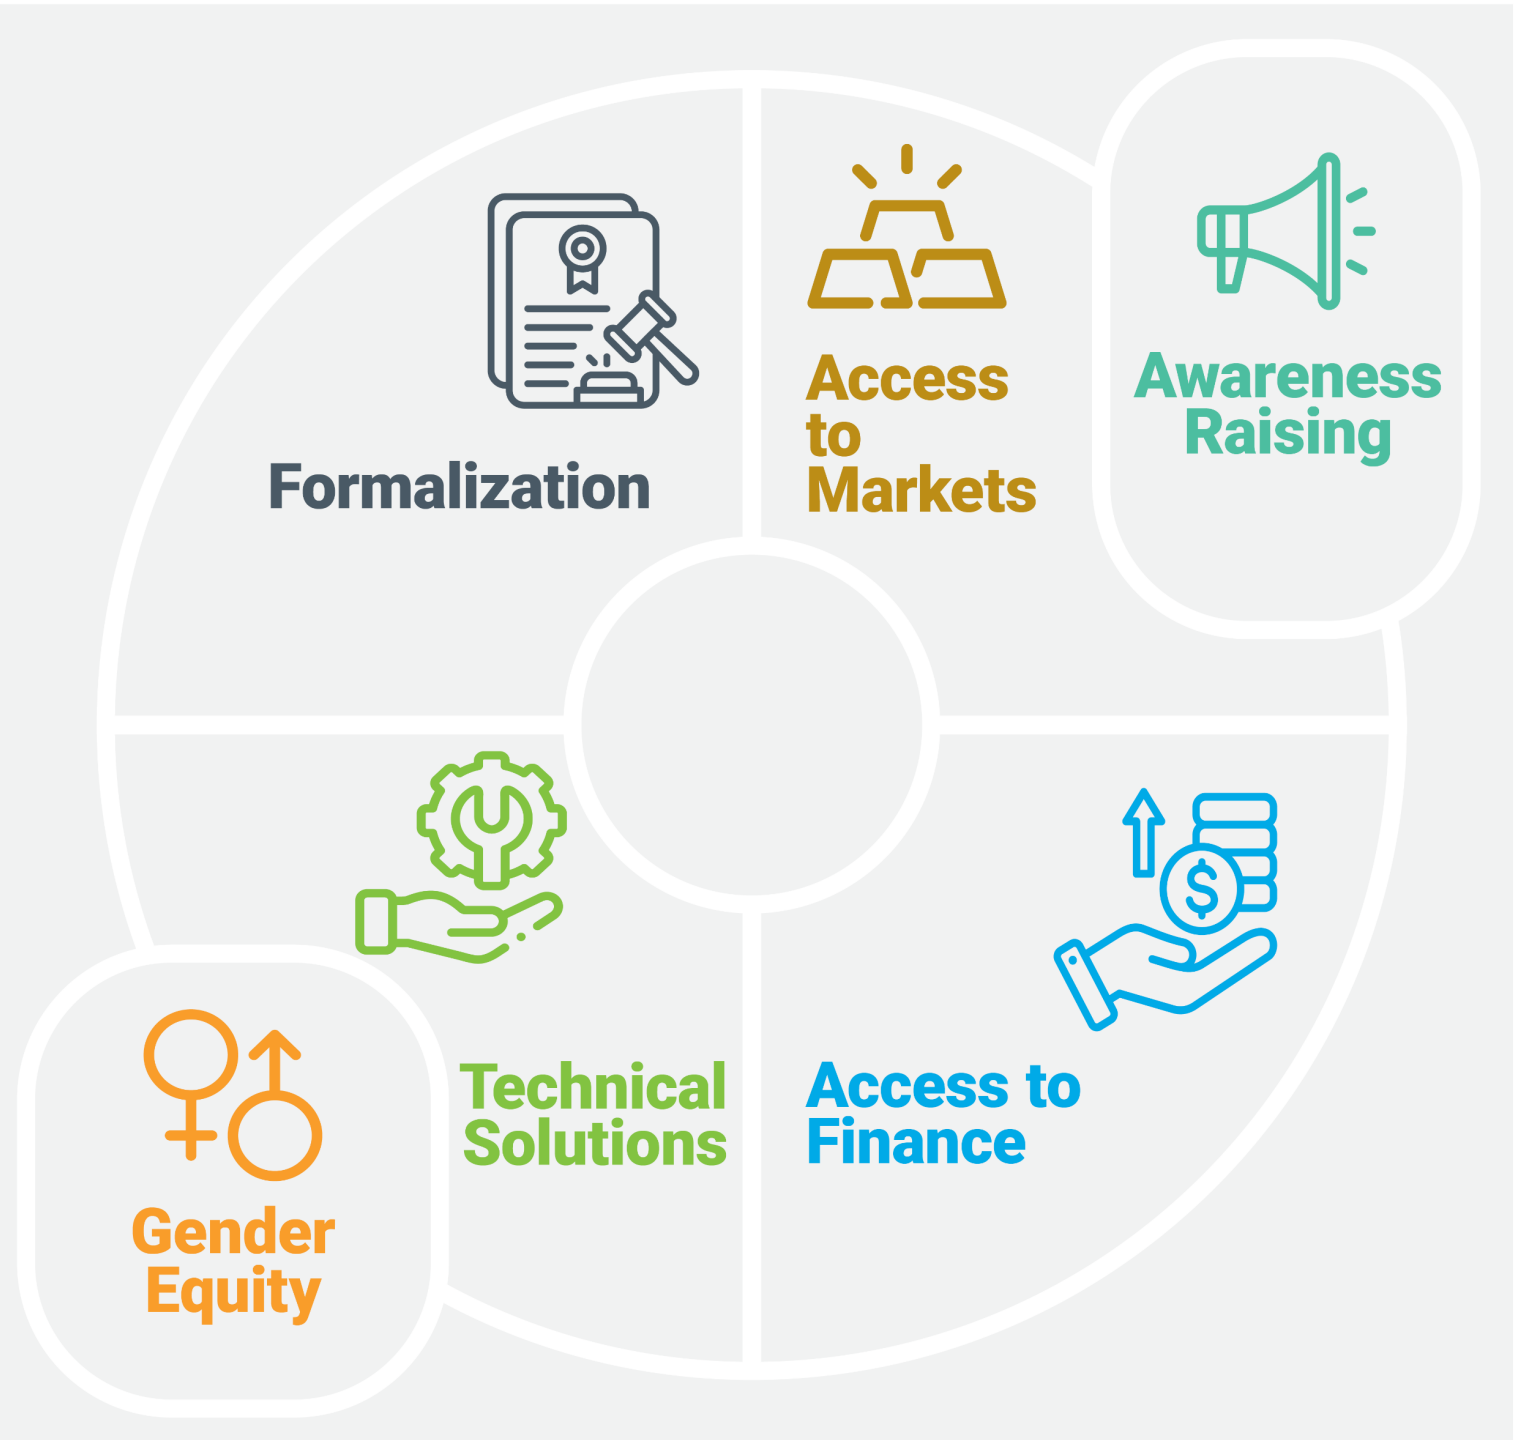 Formalization
Access
to
Markets
Awareness
Raising
Technical
Solutions
Access to
Finance
$
Gender
Equity